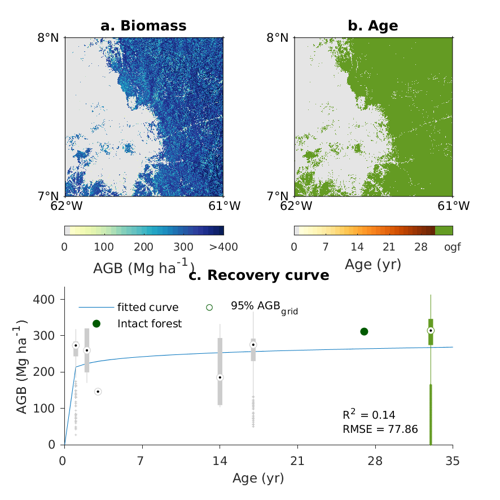 a. Biomass
b. Age
8°N
7°N
62°W
61°W
8°N
7°N
62°W
61°W
0 100 200 300 >400
AGB (Mg ha⁻¹)
0 7 14 21 28 ogf
Age (yr)
c. Recovery curve
fitted curve
95% AGB_grid
Intact forest
400
300
200
100
0
AGB (Mg ha⁻¹)
R² = 0.14
RMSE = 77.86
0 7 14 21 28 35
Age (yr)